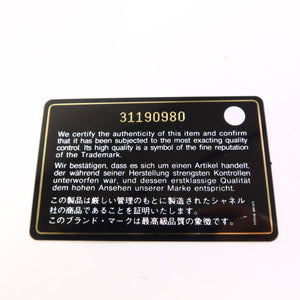 31190980
We certify the authenticity of this item and confirm
that it has been subjected to the most exacting quality
control. Its high quality is a symbol of the fine reputation
of the Trademark.
Wir bestätigen, dass es sich um einen Artikel handelt,
der während seiner Herstellung strengsten Kontrollen
unterworfen war, und dessen erstklassige Qualität
dem hohen Ansehen unserer Marke entspricht.
この製品は厳しい管理のもとに製造されたシャネル
社の商品であることを証明いたします。
このブランド・マークは最高級品質の象徴です。